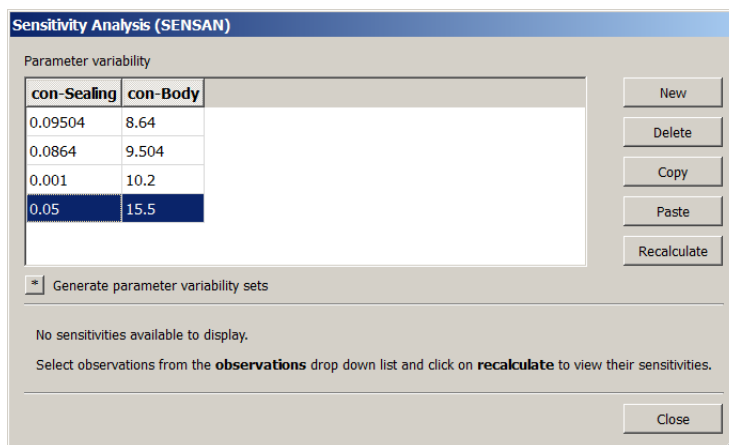 Sensitivity Analysis (SENSAN)
Parameter variability
con-Sealing con-Body
0.09504 8.64
0.0864 9.504
0.001 10.2
0.05 15.5
New
Delete
Copy
Paste
Recalculate
* Generate parameter variability sets
No sensitivities available to display.
Select observations from the observations drop down list and click on recalculate to view their sensitivities.
Close